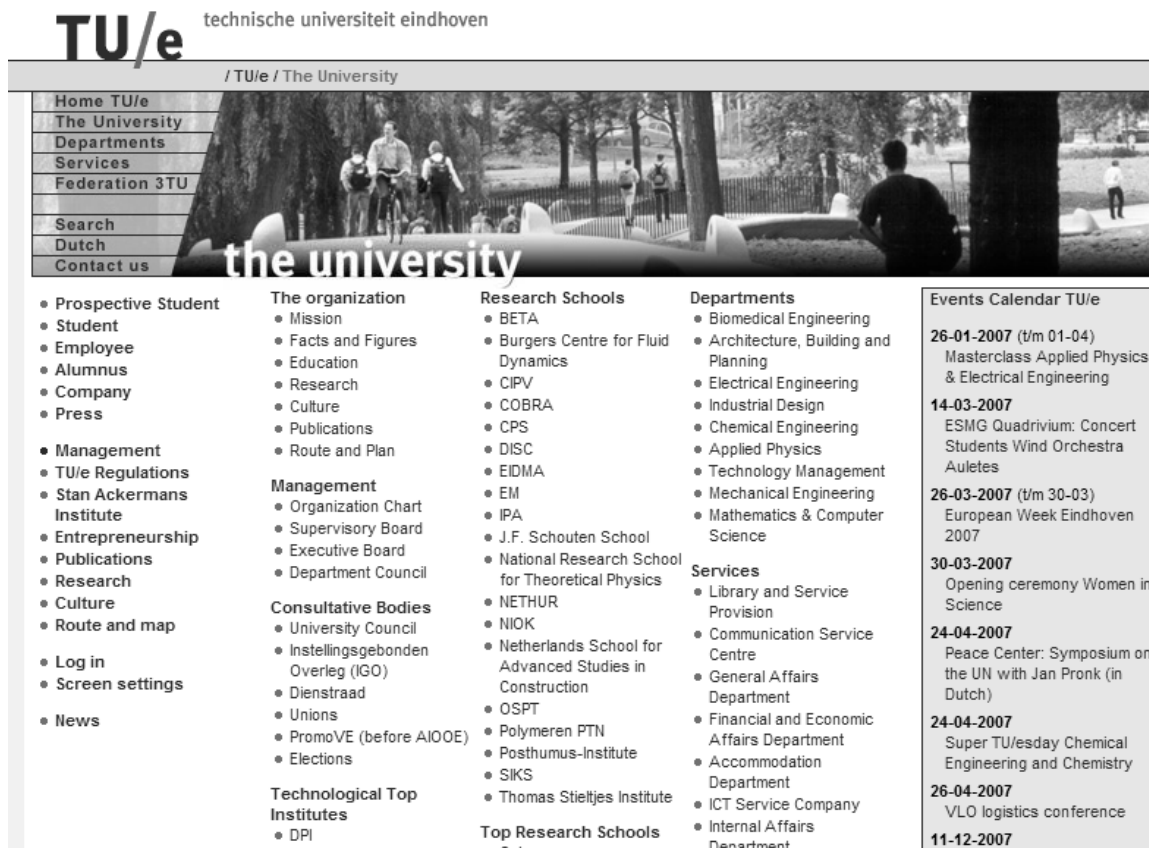 TU/e technische universiteit eindhoven
/ TU/e / The University
Home TU/e
The University
Departments
Services
Federation 3TU
Search
Dutch
Contact us
the university
Prospective Student
Student
Employee
Alumnus
Company
Press
Management
TU/e Regulations
Stan Ackermans
Institute
Entrepreneurship
Publications
Research
Culture
Route and map
Log in
Screen settings
News
The organization
Mission
Facts and Figures
Education
Research
Culture
Publications
Route and Plan
Management
Organization Chart
Supervisory Board
Executive Board
Department Council
Consultative Bodies
University Council
Instellingsgebonden
Overleg (IGO)
Dienstraad
Unions
PromoVE (before AIOOE)
Elections
Technological Top
Institutes
DPI
Research Schools
BETA
Burgers Centre for Fluid
Dynamics
CIPV
COBRA
CPS
DISC
EIDMA
EM
IPA
J.F. Schouten School
National Research School
for Theoretical Physics
NETHUR
NIOK
Netherlands School for
Advanced Studies in
Construction
OSPT
Polymeren PTN
Posthumus-Institute
SIKS
Thomas Stieltjes Institute
Top Research Schools
Departments
Biomedical Engineering
Architecture, Building and
Planning
Electrical Engineering
Industrial Design
Chemical Engineering
Applied Physics
Technology Management
Mechanical Engineering
Mathematics & Computer
Science
Services
Library and Service
Provision
Communication Service
Centre
General Affairs
Department
Financial and Economic
Affairs Department
Accommodation
Department
ICT Service Company
Internal Affairs
Department
Events Calendar TU/e
26-01-2007 (t/m 01-04)
Masterclass Applied Physics
& Electrical Engineering
14-03-2007
ESMG Quadrivium: Concert
Students Wind Orchestra
Auletes
26-03-2007 (t/m 30-03)
European Week Eindhoven
2007
30-03-2007
Opening ceremony Women in
Science
24-04-2007
Peace Center: Symposium on
the UN with Jan Pronk (in
Dutch)
24-04-2007
Super TU/esday Chemical
Engineering and Chemistry
26-04-2007
VLO logistics conference
11-12-2007